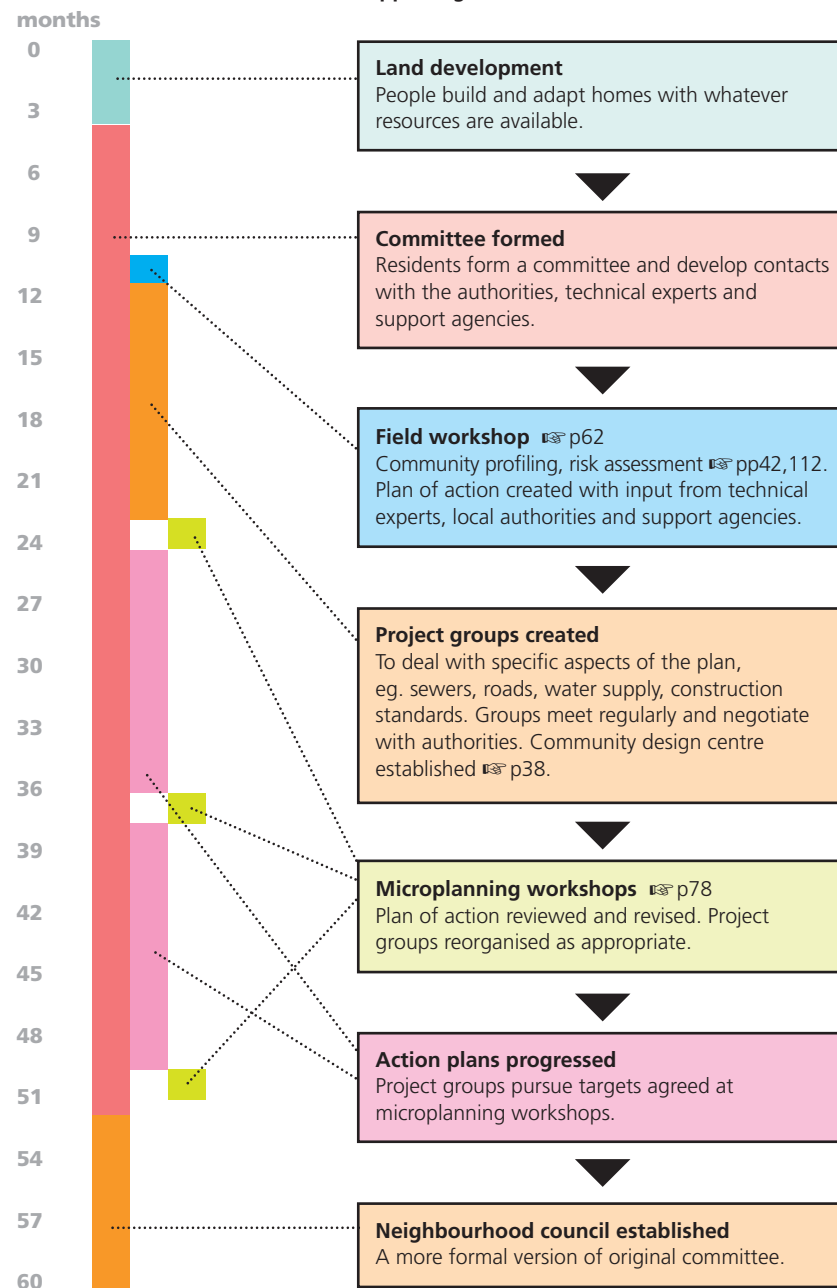 months
0
3
6
9
12
15
18
21
24
27
30
33
36
39
42
45
48
51
54
57
60
Land development
People build and adapt homes with whatever
resources are available.
Committee formed
Residents form a committee and develop contacts
with the authorities, technical experts and
support agencies.
Field workshop ☞ p62
Community profiling, risk assessment ☞ pp42,112.
Plan of action created with input from technical
experts, local authorities and support agencies.
Project groups created
To deal with specific aspects of the plan,
eg. sewers, roads, water supply, construction
standards. Groups meet regularly and negotiate
with authorities. Community design centre
established ☞ p38.
Microplanning workshops ☞ p78
Plan of action reviewed and revised. Project
groups reorganised as appropriate.
Action plans progressed
Project groups pursue targets agreed at
microplanning workshops.
Neighbourhood council established
A more formal version of original committee.